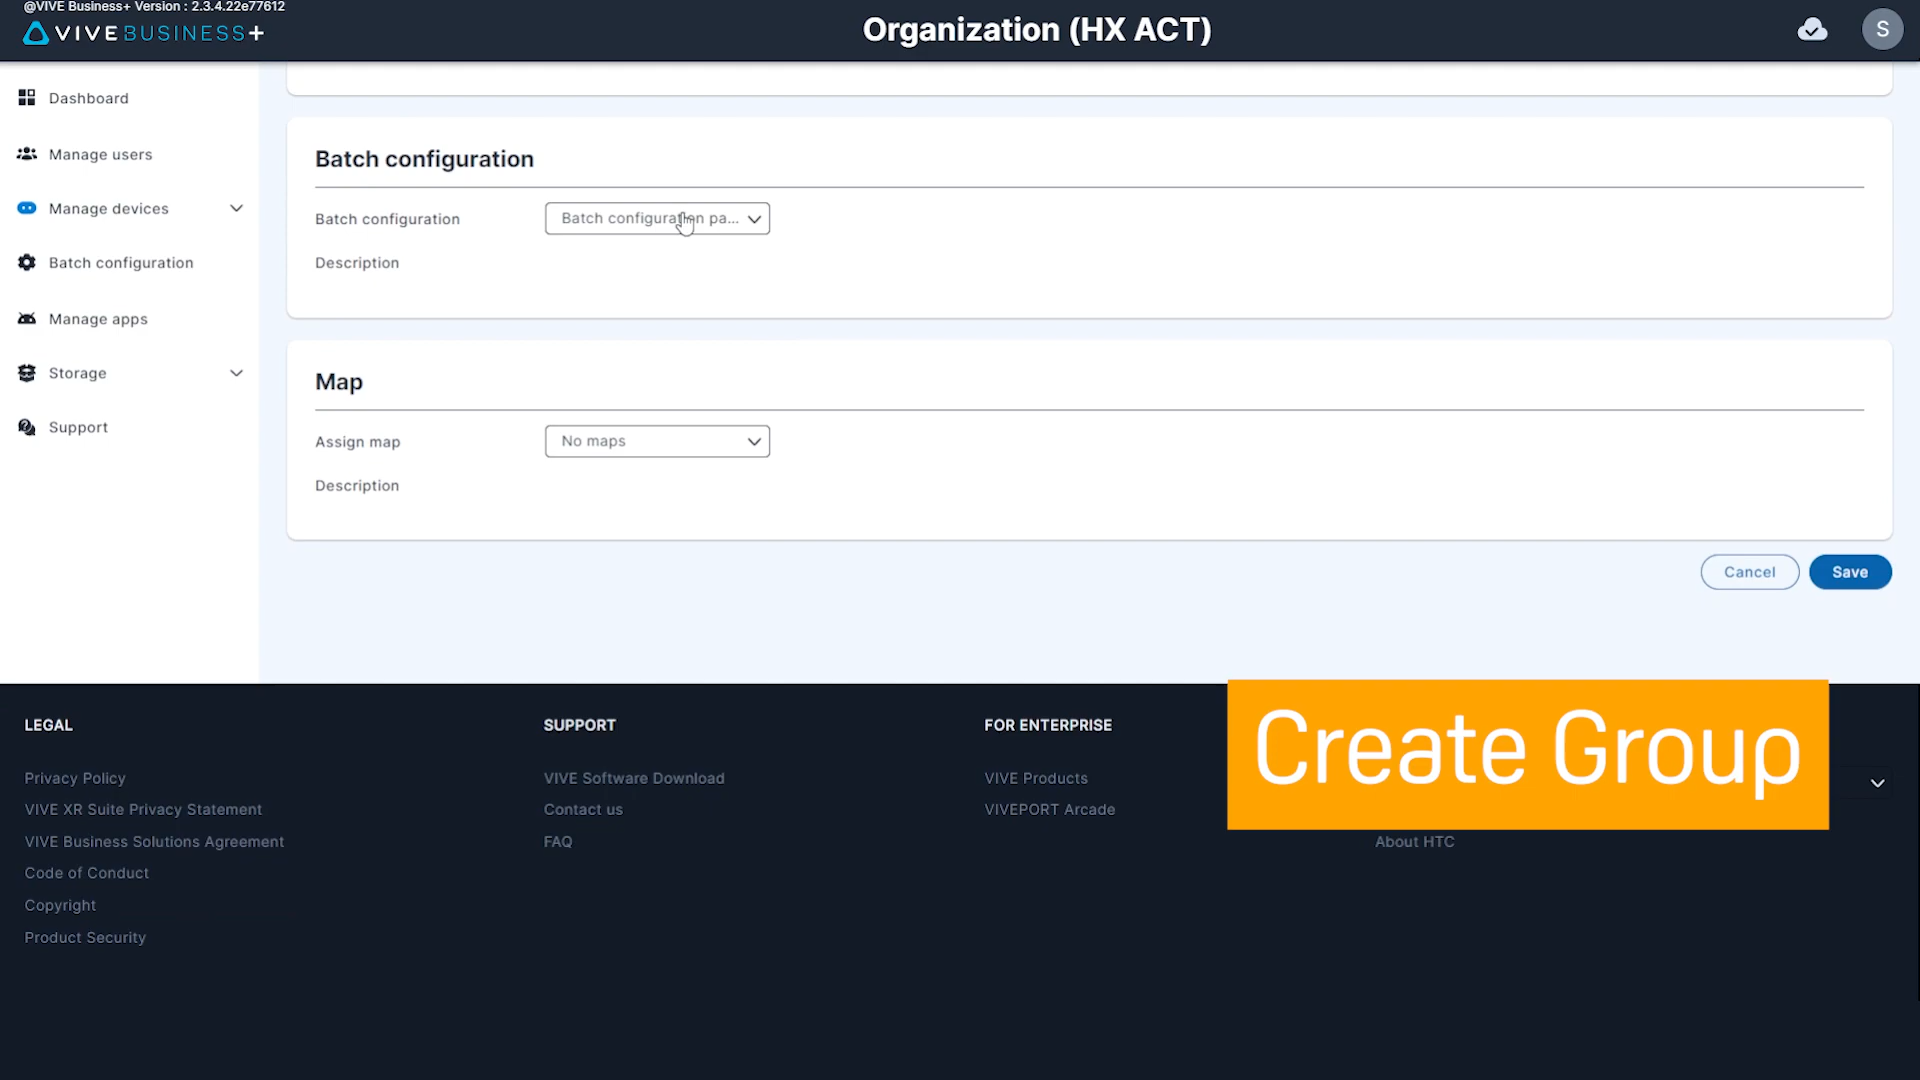 @VIVE Business+ Version : 2.3.4.22e77612
VIVE BUSINESS+
Organization (HX ACT)
S
Dashboard
Manage users
Manage devices
Batch configuration
Manage apps
Storage
Support
Batch configuration
Batch configuration
Batch configuration pa...
Description
Map
Assign map
No maps
Description
Cancel
Save
LEGAL
Privacy Policy
VIVE XR Suite Privacy Statement
VIVE Business Solutions Agreement
Code of Conduct
Copyright
Product Security
SUPPORT
VIVE Software Download
Contact us
FAQ
FOR ENTERPRISE
VIVE Products
VIVEPORT Arcade
Create Group
About HTC